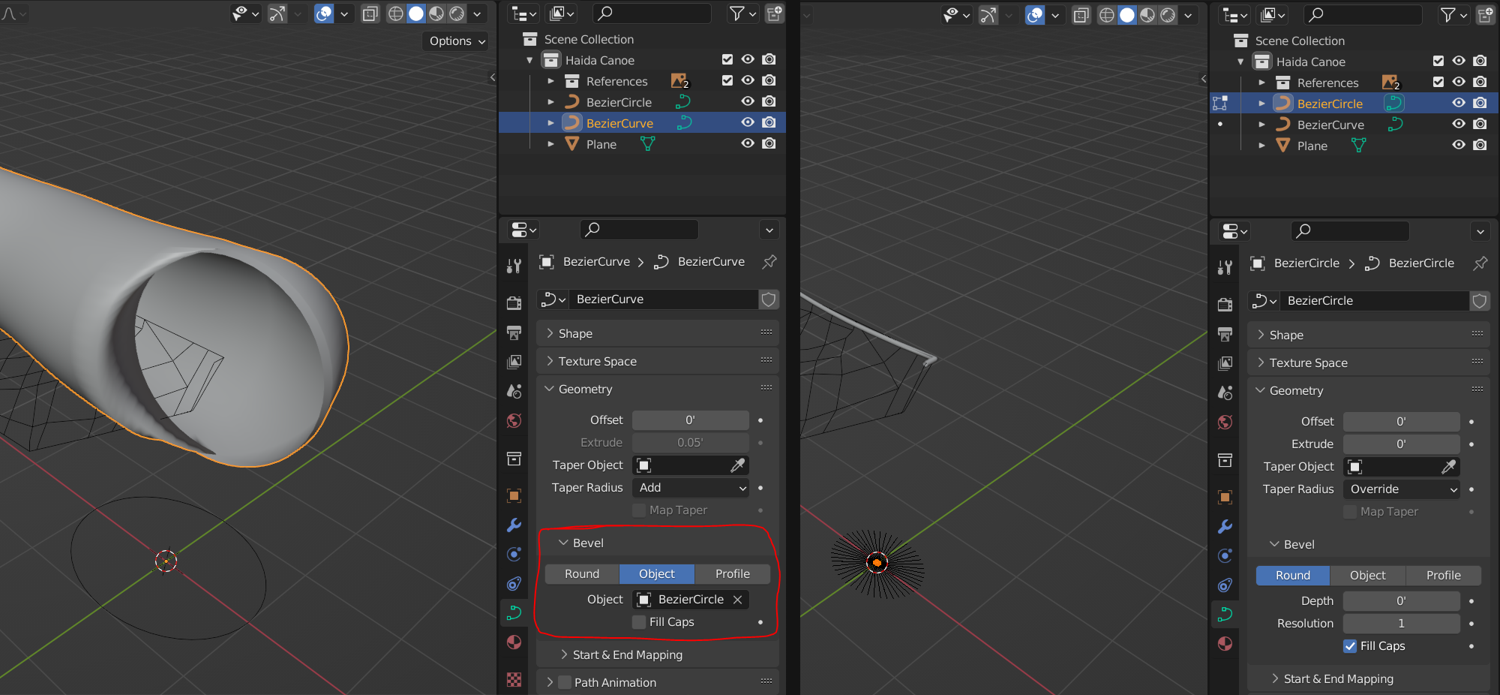 Options
Scene Collection
Haida Canoe
References 2
BezierCircle
BezierCurve
Plane
BezierCurve > BezierCurve
BezierCurve
Shape
Texture Space
Geometry
Offset 0'
Extrude 0.05'
Taper Object
Taper Radius Add
Map Taper
Bevel
Round Object Profile
Object BezierCircle
Fill Caps
Start & End Mapping
Path Animation
Scene Collection
Haida Canoe
References 2
BezierCircle
BezierCurve
Plane
BezierCircle > BezierCircle
BezierCircle
Shape
Texture Space
Geometry
Offset 0'
Extrude 0'
Taper Object
Taper Radius Override
Map Taper
Bevel
Round Object Profile
Depth 0'
Resolution 1
Fill Caps
Start & End Mapping